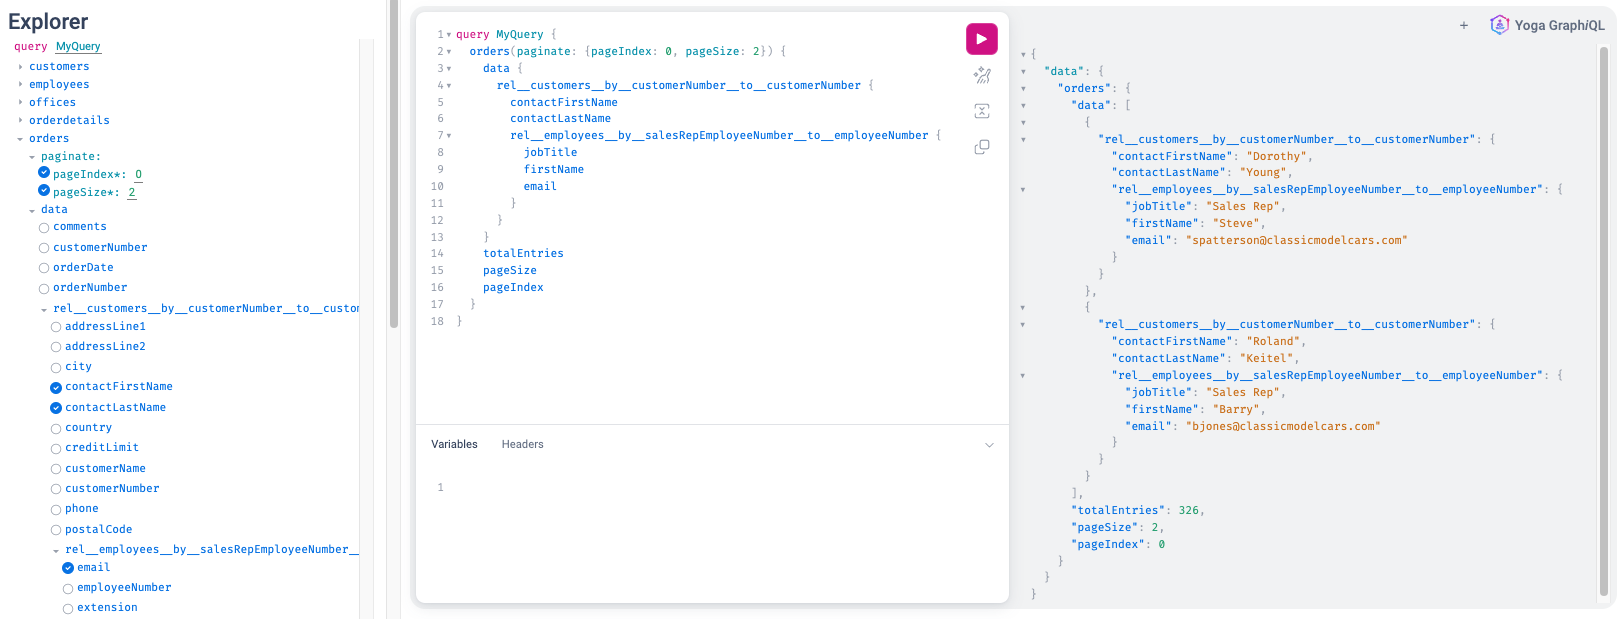 Explorer
query MyQuery
customers
employees
offices
orderdetails
orders
paginate:
pageIndex*: 0
pageSize*: 2
data
comments
customerNumber
orderDate
orderNumber
rel__customers__by__customerNumber__to__custor
addressLine1
addressLine2
city
contactFirstName
contactLastName
country
creditLimit
customerName
customerNumber
phone
postalCode
rel__employees__by__salesRepEmployeeNumber__
email
employeeNumber
extension
1 query MyQuery {
2 orders(paginate: {pageIndex: 0, pageSize: 2}) {
3 data {
4 rel__customers__by__customerNumber__to__customerNumber {
5 contactFirstName
6 contactLastName
7 rel__employees__by__salesRepEmployeeNumber__to__employeeNumber {
8 jobTitle
9 firstName
10 email
11 }
12 }
13 }
14 totalEntries
15 pageSize
16 pageIndex
17 }
18 }
Variables Headers
1
+ Yoga GraphiQL
{
"data": {
"orders": {
"data": [
{
"rel__customers__by__customerNumber__to__customerNumber": {
"contactFirstName": "Dorothy",
"contactLastName": "Young",
"rel__employees__by__salesRepEmployeeNumber__to__employeeNumber": {
"jobTitle": "Sales Rep",
"firstName": "Steve",
"email": "spatterson@classicmodelcars.com"
}
}
},
{
"rel__customers__by__customerNumber__to__customerNumber": {
"contactFirstName": "Roland",
"contactLastName": "Keitel",
"rel__employees__by__salesRepEmployeeNumber__to__employeeNumber": {
"jobTitle": "Sales Rep",
"firstName": "Barry",
"email": "bjones@classicmodelcars.com"
}
}
}
],
"totalEntries": 326,
"pageSize": 2,
"pageIndex": 0
}
}
}